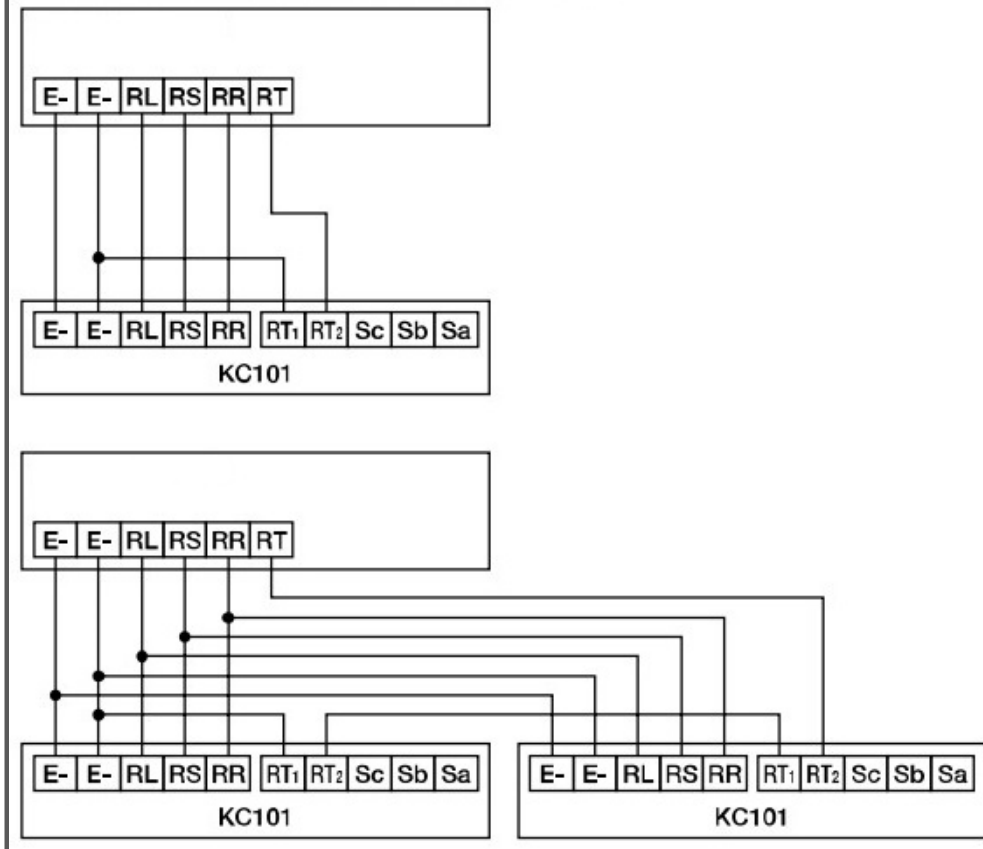 E- E- RL RS RR RT
E- E- RL RS RR RT₁ RT₂ Sc Sb Sa
KC101
E- E- RL RS RR RT
E- E- RL RS RR RT₁ RT₂ Sc Sb Sa
KC101
E- E- RL RS RR RT₁ RT₂ Sc Sb Sa
KC101